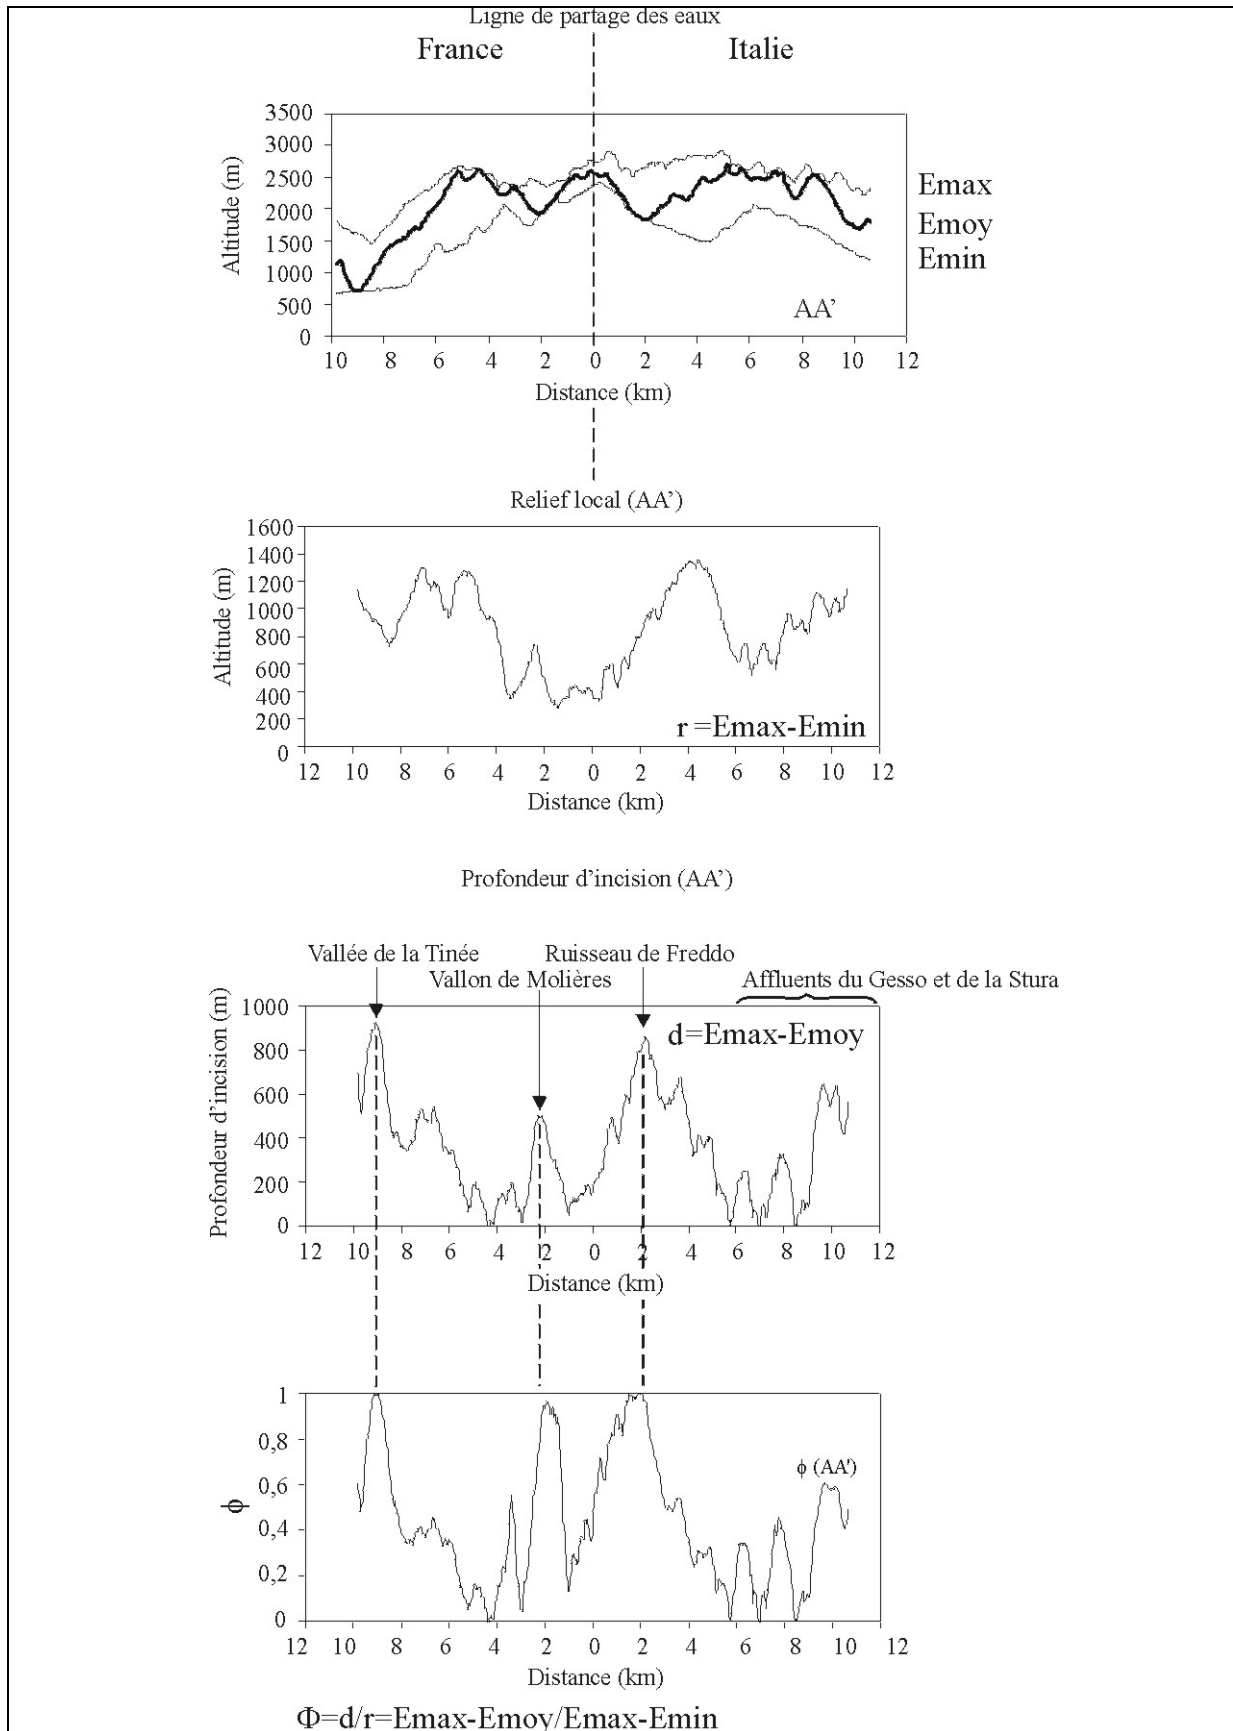 Ligne de partage des eaux
France Italie
3500
3000
2500
2000
1500
1000
500
0
Altitude (m)
Emax
Emoy
Emin
AA'
10 8 6 4 2 0 2 4 6 8 10 12
Distance (km)
Relief local (AA')
1600
1400
1200
1000
800
600
400
200
0
Altitude (m)
r =Emax-Emin
12 10 8 6 4 2 0 2 4 6 8 10 12
Distance (km)
Profondeur d'incision (AA')
Vallée de la Tinée Ruisseau de Freddo
Vallon de Molières Affluents du Gesso et de la Stura
1000
800
600
400
200
0
Profondeur d'incision (m)
d=Emax-Emoy
12 10 8 6 4 2 0 2 4 6 8 10 12
Distance (km)
1
0,8
0,6
0,4
0,2
0
ϕ
ϕ (AA')
12 10 8 6 4 2 0 2 4 6 8 10 12
Distance (km)
Φ=d/r=Emax-Emoy/Emax-Emin